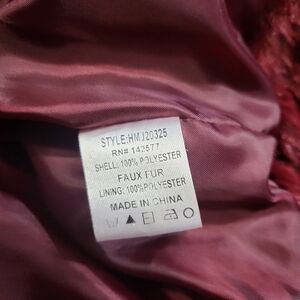 STYLE:HMJ20325
RN# 142577
SHELL: 100% POLYESTER
FAUX FUR
LINING: 100%POLYESTER
MADE IN CHINA